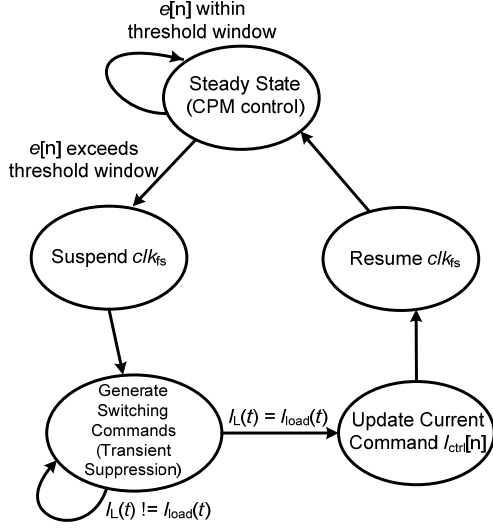 e[n] within
threshold window
Steady State
(CPM control)
e[n] exceeds
threshold window
Suspend clkfs
Resume clkfs
Generate
Switching
Commands
(Transient
Suppression)
IL(t) = Iload(t)
Update Current
Command Ictrl[n]
IL(t) != Iload(t)